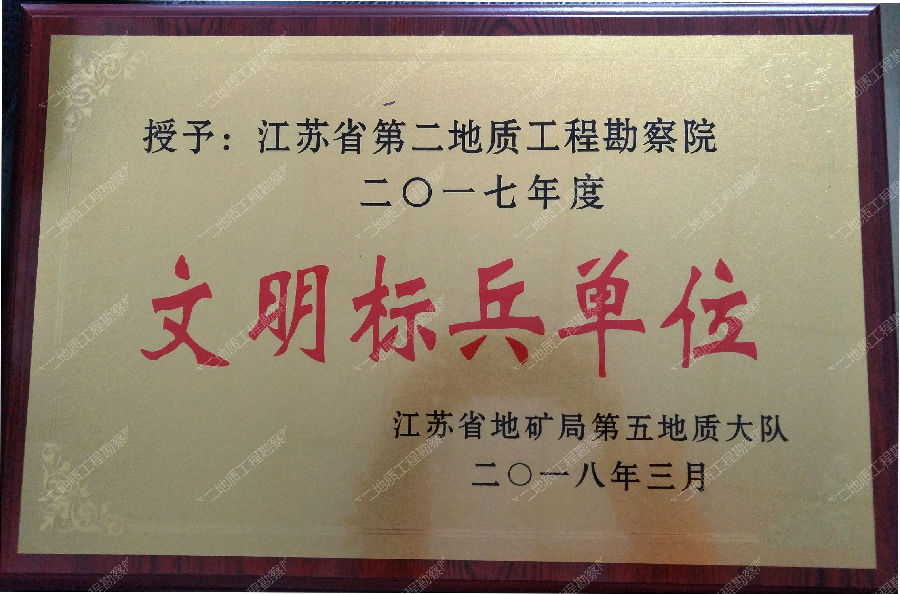 授予：江苏省第二地质工程勘察院
二〇一七年度
文明标兵单位
江苏省地矿局第五地质大队
二〇一八年三月